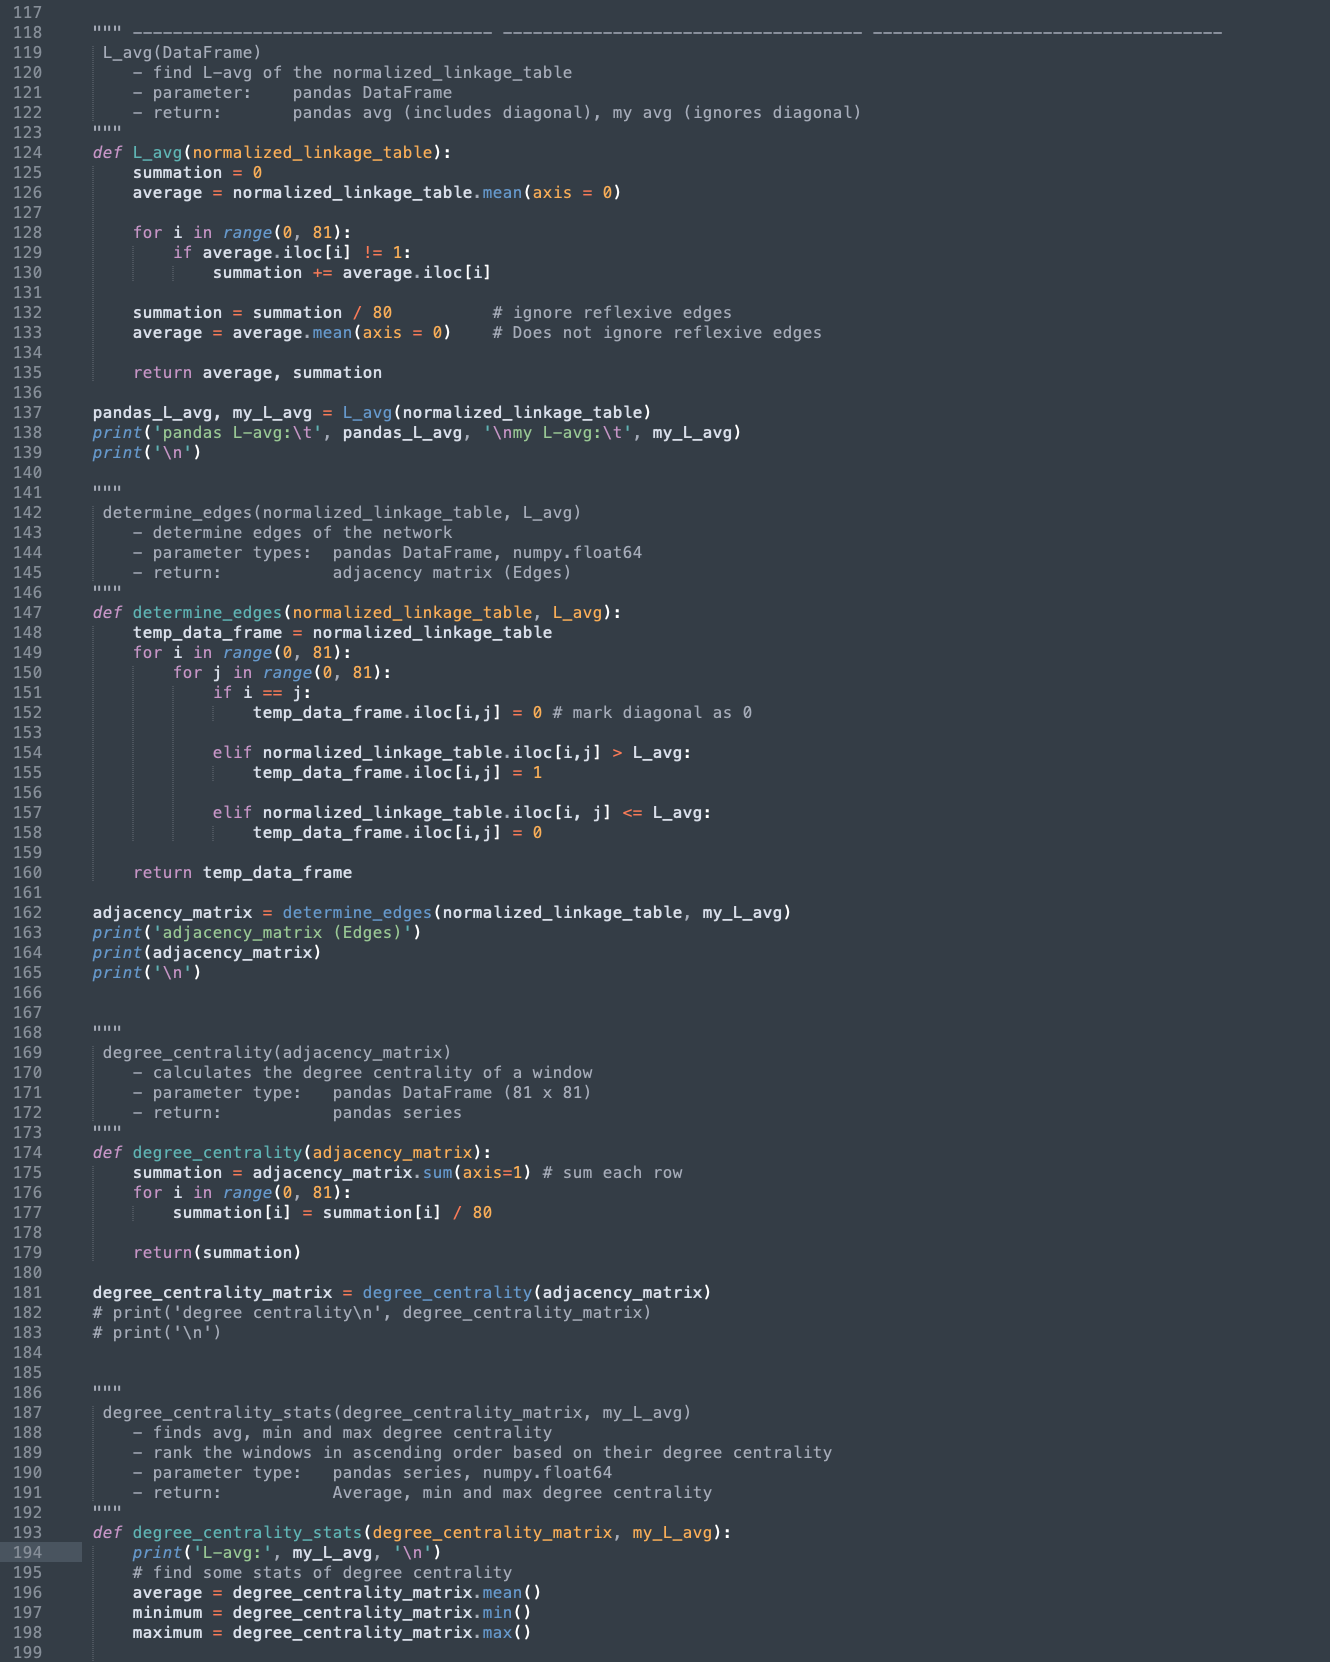 117
118 """ ------------------------------------ ------------------------------------ -----------------------------------
119 L_avg(DataFrame)
120 - find L-avg of the normalized_linkage_table
121 - parameter: pandas DataFrame
122 - return: pandas avg (includes diagonal), my avg (ignores diagonal)
123 """
124 def L_avg(normalized_linkage_table):
125 summation = 0
126 average = normalized_linkage_table.mean(axis = 0)
127
128 for i in range(0, 81):
129 if average.iloc[i] != 1:
130 summation += average.iloc[i]
131
132 summation = summation / 80 # ignore reflexive edges
133 average = average.mean(axis = 0) # Does not ignore reflexive edges
134
135 return average, summation
136
137 pandas_L_avg, my_L_avg = L_avg(normalized_linkage_table)
138 print('pandas L-avg:\t', pandas_L_avg, '\nmy L-avg:\t', my_L_avg)
139 print('\n')
140
141 """
142 determine_edges(normalized_linkage_table, L_avg)
143 - determine edges of the network
144 - parameter types: pandas DataFrame, numpy.float64
145 - return: adjacency matrix (Edges)
146 """
147 def determine_edges(normalized_linkage_table, L_avg):
148 temp_data_frame = normalized_linkage_table
149 for i in range(0, 81):
150 for j in range(0, 81):
151 if i == j:
152 temp_data_frame.iloc[i,j] = 0 # mark diagonal as 0
153
154 elif normalized_linkage_table.iloc[i,j] > L_avg:
155 temp_data_frame.iloc[i,j] = 1
156
157 elif normalized_linkage_table.iloc[i, j] <= L_avg:
158 temp_data_frame.iloc[i,j] = 0
159
160 return temp_data_frame
161
162 adjacency_matrix = determine_edges(normalized_linkage_table, my_L_avg)
163 print('adjacency_matrix (Edges)')
164 print(adjacency_matrix)
165 print('\n')
166
167
168 """
169 degree_centrality(adjacency_matrix)
170 - calculates the degree centrality of a window
171 - parameter type: pandas DataFrame (81 x 81)
172 - return: pandas series
173 """
174 def degree_centrality(adjacency_matrix):
175 summation = adjacency_matrix.sum(axis=1) # sum each row
176 for i in range(0, 81):
177 summation[i] = summation[i] / 80
178
179 return(summation)
180
181 degree_centrality_matrix = degree_centrality(adjacency_matrix)
182 # print('degree centrality\n', degree_centrality_matrix)
183 # print('\n')
184
185
186 """
187 degree_centrality_stats(degree_centrality_matrix, my_L_avg)
188 - finds avg, min and max degree centrality
189 - rank the windows in ascending order based on their degree centrality
190 - parameter type: pandas series, numpy.float64
191 - return: Average, min and max degree centrality
192 """
193 def degree_centrality_stats(degree_centrality_matrix, my_L_avg):
194 print('L-avg:', my_L_avg, '\n')
195 # find some stats of degree centrality
196 average = degree_centrality_matrix.mean()
197 minimum = degree_centrality_matrix.min()
198 maximum = degree_centrality_matrix.max()
199